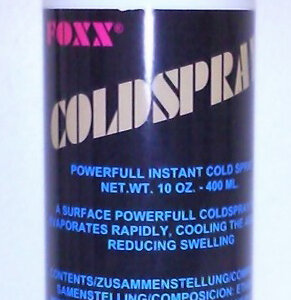 FOXX®
COLDSPRAY
POWERFULL INSTANT COLD SPRAY
NET.WT. 10 OZ. - 400 ML.
A SURFACE POWERFULL COLDSPRAY
EVAPORATES RAPIDLY, COOLING THE
REDUCING SWELLING
CONTENTS/ZUSAMMENSTELLUNG/
SAMENSTELLING/COMPOSICION: